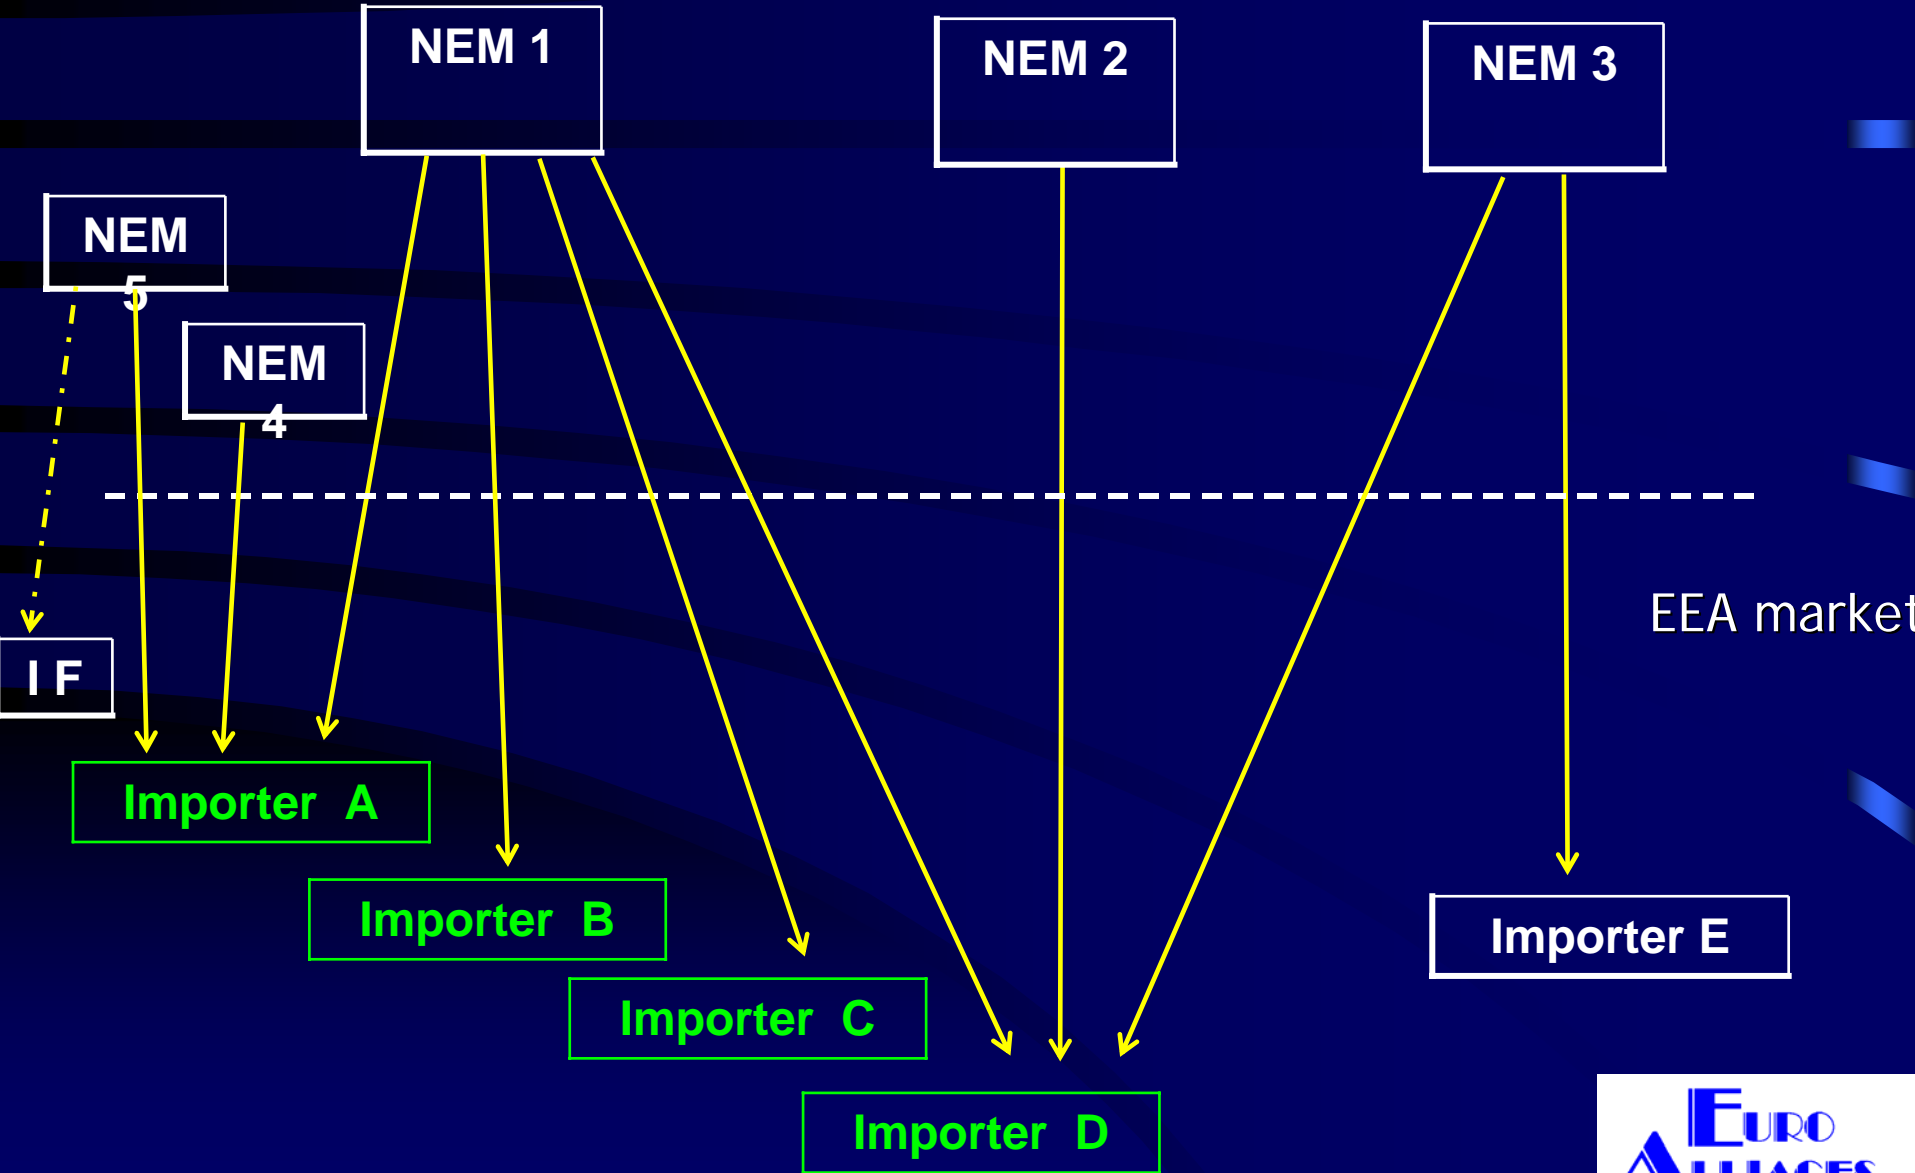 NEM 1
NEM 2
NEM 3
NEM
5
NEM
4
EEA market
I F
Importer A
Importer B
Importer E
Importer C
Importer D
EURO